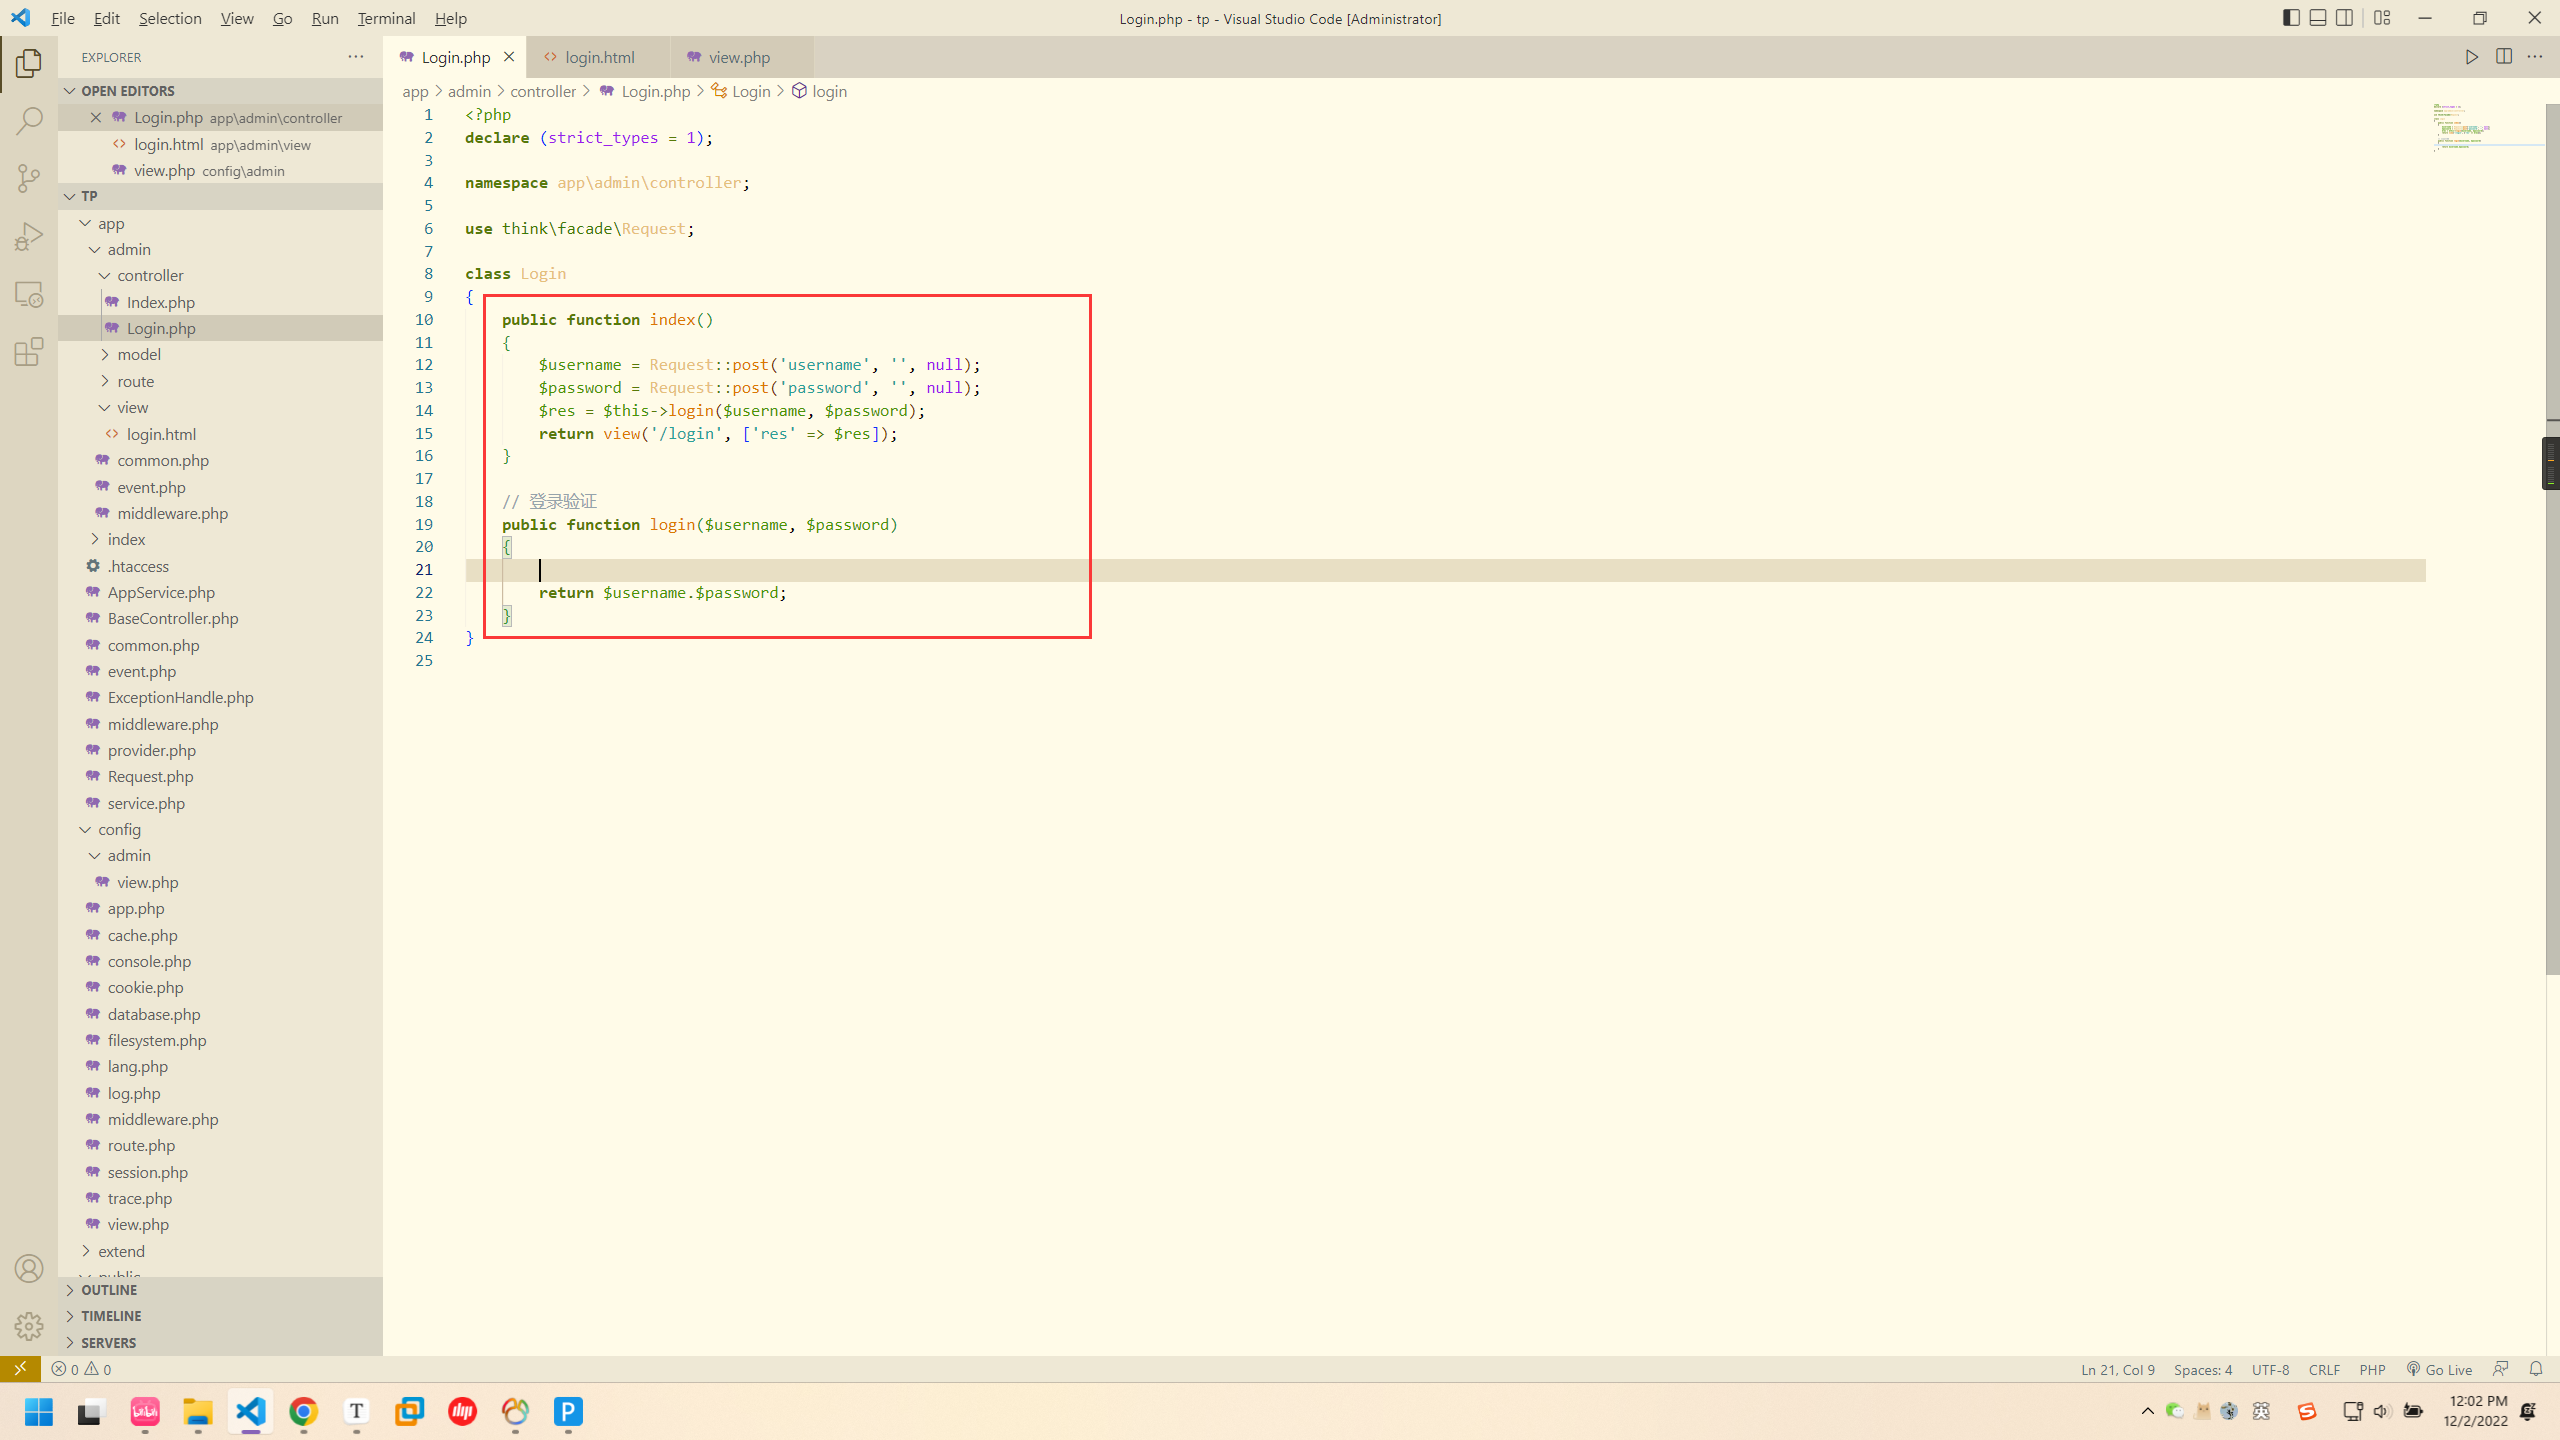 File Edit Selection View Go Run Terminal Help
Login.php - tp - Visual Studio Code [Administrator]
EXPLORER
OPEN EDITORS
Login.php app\admin\controller
login.html app\admin\view
view.php config\admin
TP
app
admin
controller
Index.php
Login.php
model
route
view
login.html
common.php
event.php
middleware.php
index
.htaccess
AppService.php
BaseController.php
common.php
event.php
ExceptionHandle.php
middleware.php
provider.php
Request.php
service.php
config
admin
view.php
app.php
cache.php
console.php
cookie.php
database.php
filesystem.php
lang.php
log.php
middleware.php
route.php
session.php
trace.php
view.php
extend
public
OUTLINE
TIMELINE
SERVERS
Login.php login.html view.php
app > admin > controller > Login.php > Login > login
1 <?php
2 declare (strict_types = 1);
3
4 namespace app\admin\controller;
5
6 use think\facade\Request;
7
8 class Login
9 {
10 public function index()
11 {
12 $username = Request::post('username', '', null);
13 $password = Request::post('password', '', null);
14 $res = $this->login($username, $password);
15 return view('/login', ['res' => $res]);
16 }
17
18 // 登录验证
19 public function login($username, $password)
20 {
21
22 return $username.$password;
23 }
24 }
25
0 0
Ln 21, Col 9 Spaces: 4 UTF-8 CRLF PHP Go Live
bilibili
T
P
英
12:02 PM
12/2/2022